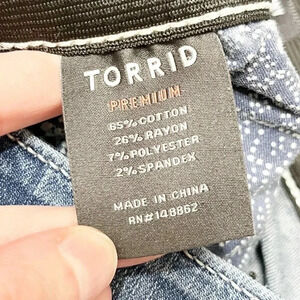 TORRID
PREMIUM
65% COTTON
26% RAYON
7% POLYESTER
2% SPANDEX
MADE IN CHINA
RN#148862